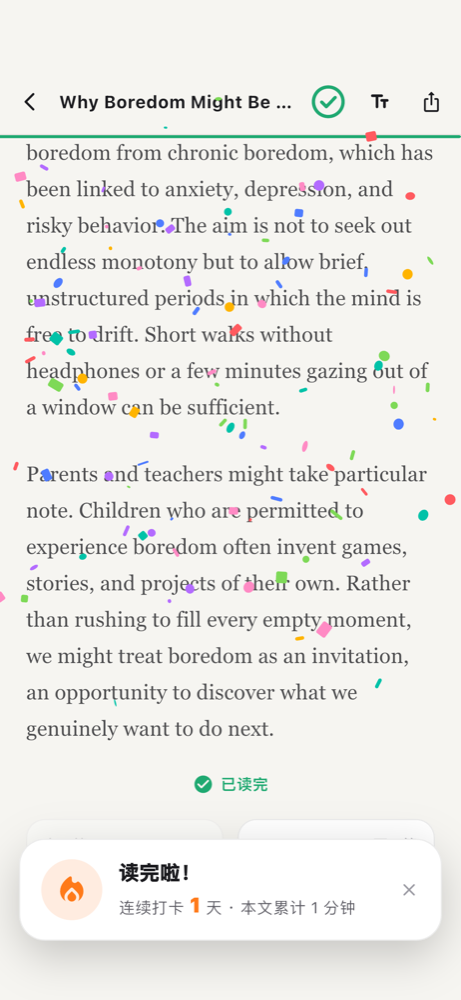 Why Boredom Might Be ...
Tт
boredom from chronic boredom, which has
been linked to anxiety, depression, and
risky behavior. The aim is not to seek out
endless monotony but to allow brief,
unstructured periods in which the mind is
free to drift. Short walks without
headphones or a few minutes gazing out of
a window can be sufficient.
Parents and teachers might take particular
note. Children who are permitted to
experience boredom often invent games,
stories, and projects of their own. Rather
than rushing to fill every empty moment,
we might treat boredom as an invitation,
an opportunity to discover what we
genuinely want to do next.
已读完
读完啦！
连续打卡 1 天 · 本文累计 1 分钟